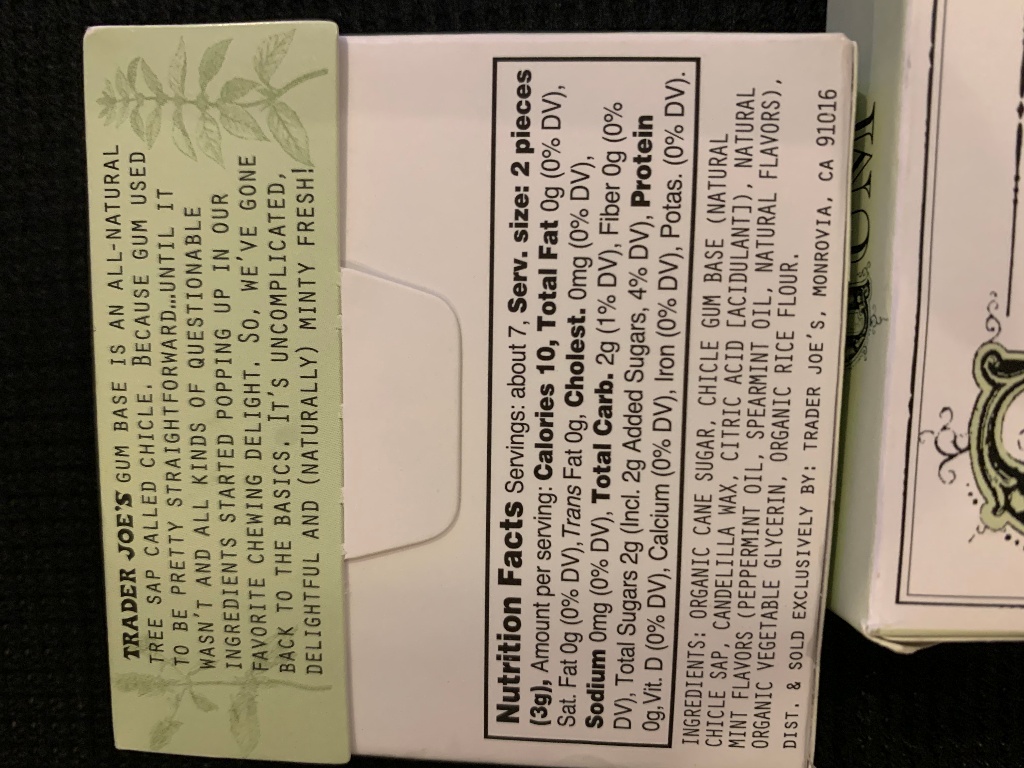 TRADER JOE'S GUM BASE IS AN ALL-NATURAL
TREE SAP CALLED CHICLE. BECAUSE GUM USED
TO BE PRETTY STRAIGHTFORWARD...UNTIL IT
WASN'T AND ALL KINDS OF QUESTIONABLE
INGREDIENTS STARTED POPPING UP IN OUR
FAVORITE CHEWING DELIGHT. SO, WE'VE GONE
BACK TO THE BASICS. IT'S UNCOMPLICATED,
DELIGHTFUL AND (NATURALLY) MINTY FRESH!
Nutrition Facts Servings: about 7, Serv. size: 2 pieces
(3g), Amount per serving: Calories 10, Total Fat 0g (0% DV),
Sat. Fat 0g (0% DV), Trans Fat 0g, Cholest. 0mg (0% DV),
Sodium 0mg (0% DV), Total Carb. 2g (1% DV), Fiber 0g (0%
DV), Total Sugars 2g (Incl. 2g Added Sugars, 4% DV), Protein
0g, Vit. D (0% DV), Calcium (0% DV), Iron (0% DV), Potas. (0% DV).
INGREDIENTS: ORGANIC CANE SUGAR, CHICLE GUM BASE (NATURAL
CHICLE SAP, CANDELILLA WAX, CITRIC ACID [ACIDULANT]), NATURAL
MINT FLAVORS (PEPPERMINT OIL, SPEARMINT OIL, NATURAL FLAVORS),
ORGANIC VEGETABLE GLYCERIN, ORGANIC RICE FLOUR.
DIST. & SOLD EXCLUSIVELY BY: TRADER JOE'S, MONROVIA, CA 91016